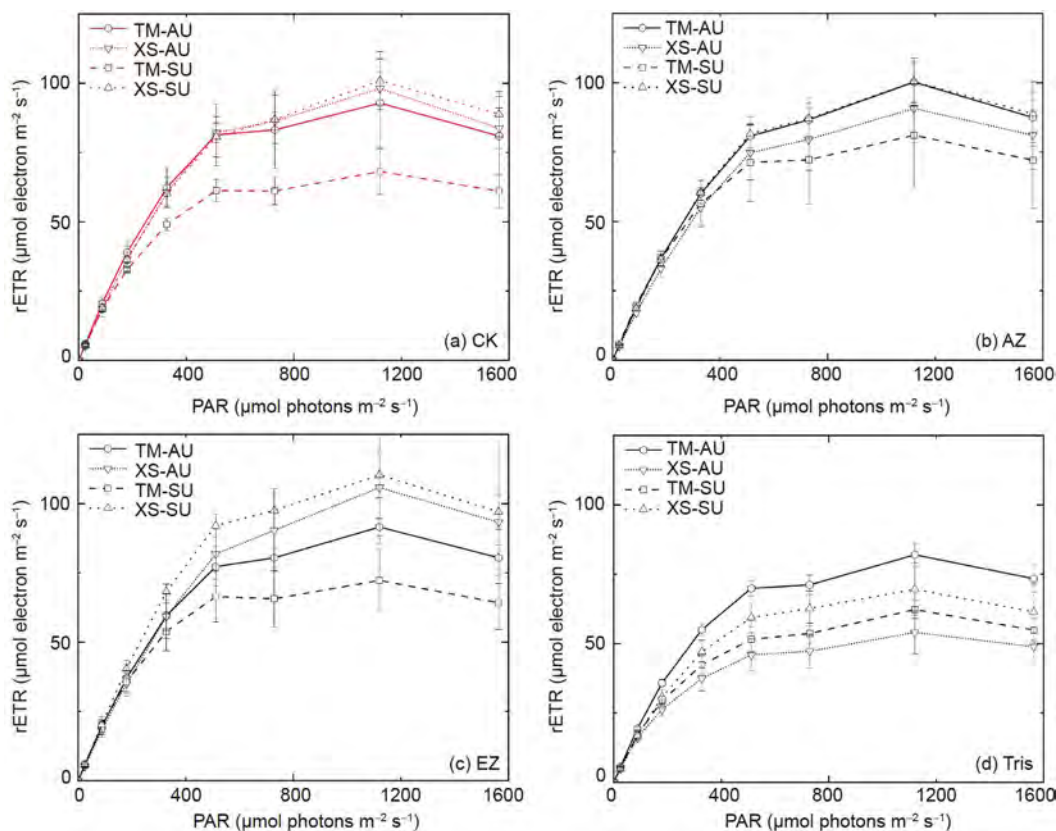 TM-AU
XS-AU
TM-SU
XS-SU
100
50
0
rETR (μmol electron m⁻² s⁻¹)
(a) CK
0 400 800 1200 1600
PAR (μmol photons m⁻² s⁻¹)
TM-AU
XS-AU
TM-SU
XS-SU
100
50
0
rETR (μmol electron m⁻² s⁻¹)
(b) AZ
0 400 800 1200 1600
PAR (μmol photons m⁻² s⁻¹)
TM-AU
XS-AU
TM-SU
XS-SU
100
50
0
rETR (μmol electron m⁻² s⁻¹)
(c) EZ
0 400 800 1200 1600
PAR (μmol photons m⁻² s⁻¹)
TM-AU
XS-AU
TM-SU
XS-SU
100
50
0
rETR (μmol electron m⁻² s⁻¹)
(d) Tris
0 400 800 1200 1600
PAR (μmol photons m⁻² s⁻¹)